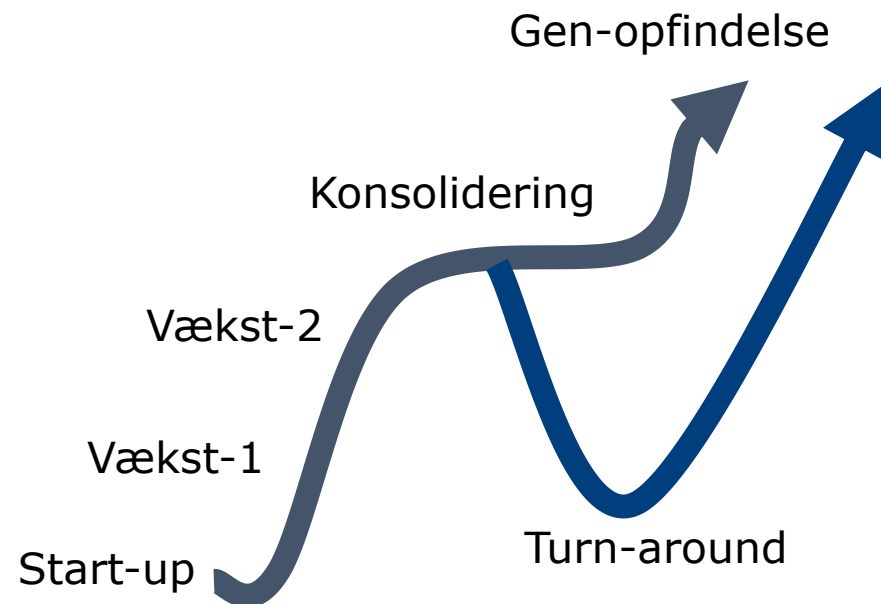 Gen-opfindelse
Konsolidering
Vækst-2
Vækst-1
Turn-around
Start-up